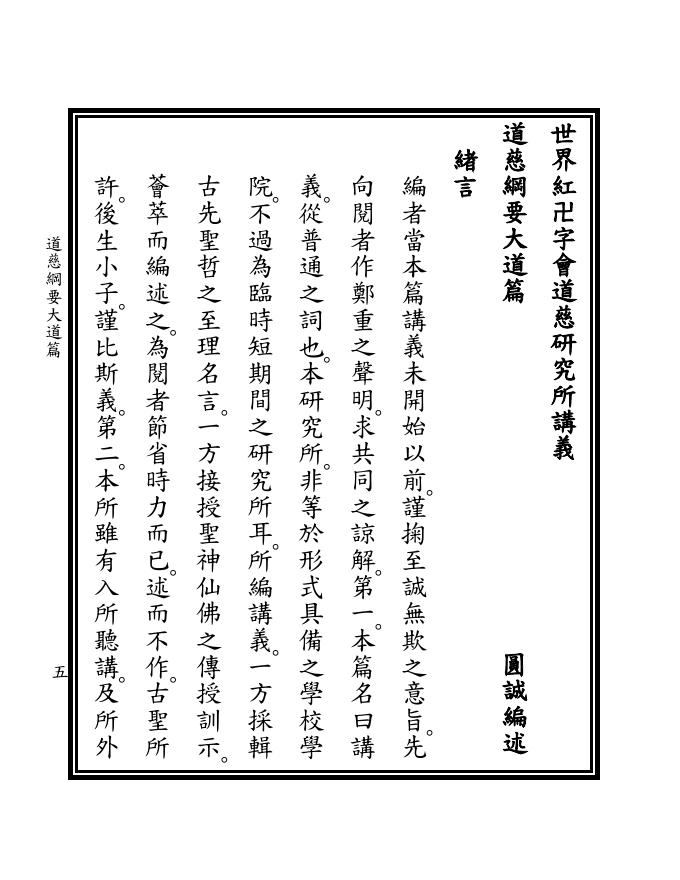 世界紅卍字會道慈研究所講義
道慈綱要大道篇　圓誠編述
緒言
編者當本篇講義未開始以前。謹掬至誠無欺之意旨。先
向閱者作鄭重之聲明。求共同之諒解。第一。本篇名曰講
義。從普通之詞也。本研究所。非等於形式具備之學校學
院。不過為臨時短期間之研究所耳。所編講義。一方採輯
古先聖哲之至理名言。一方接授聖神仙佛之傳授訓示。
薈萃而編述之。為閱者節省時力而已。述而不作。古聖所
許。後生小子。謹比斯義。第二。本所雖有入所聽講。及所外
道慈綱要大道篇
五